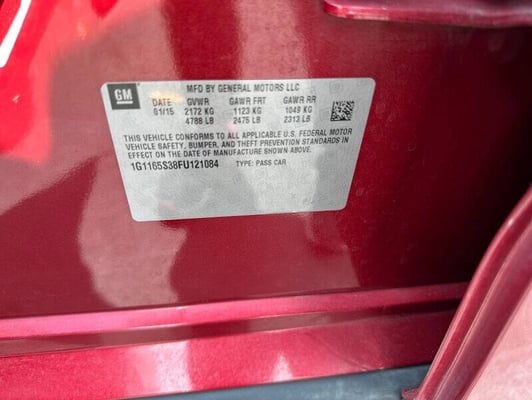 GM
MFD BY GENERAL MOTORS LLC
DATE GVWR GAWR FRT GAWR RR
01/15 2172 KG 1123 KG 1049 KG
4788 LB 2475 LB 2313 LB
THIS VEHICLE CONFORMS TO ALL APPLICABLE U.S. FEDERAL MOTOR
VEHICLE SAFETY, BUMPER, AND THEFT PREVENTION STANDARDS
IN EFFECT ON THE DATE OF MANUFACTURE SHOWN ABOVE.
1G1165S38FU121084 TYPE: PASS CAR